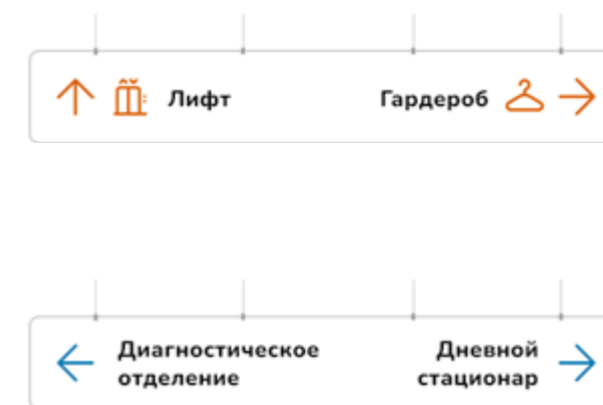 Лифт
Гардероб
Диагностическое
отделение
Дневной
стационар